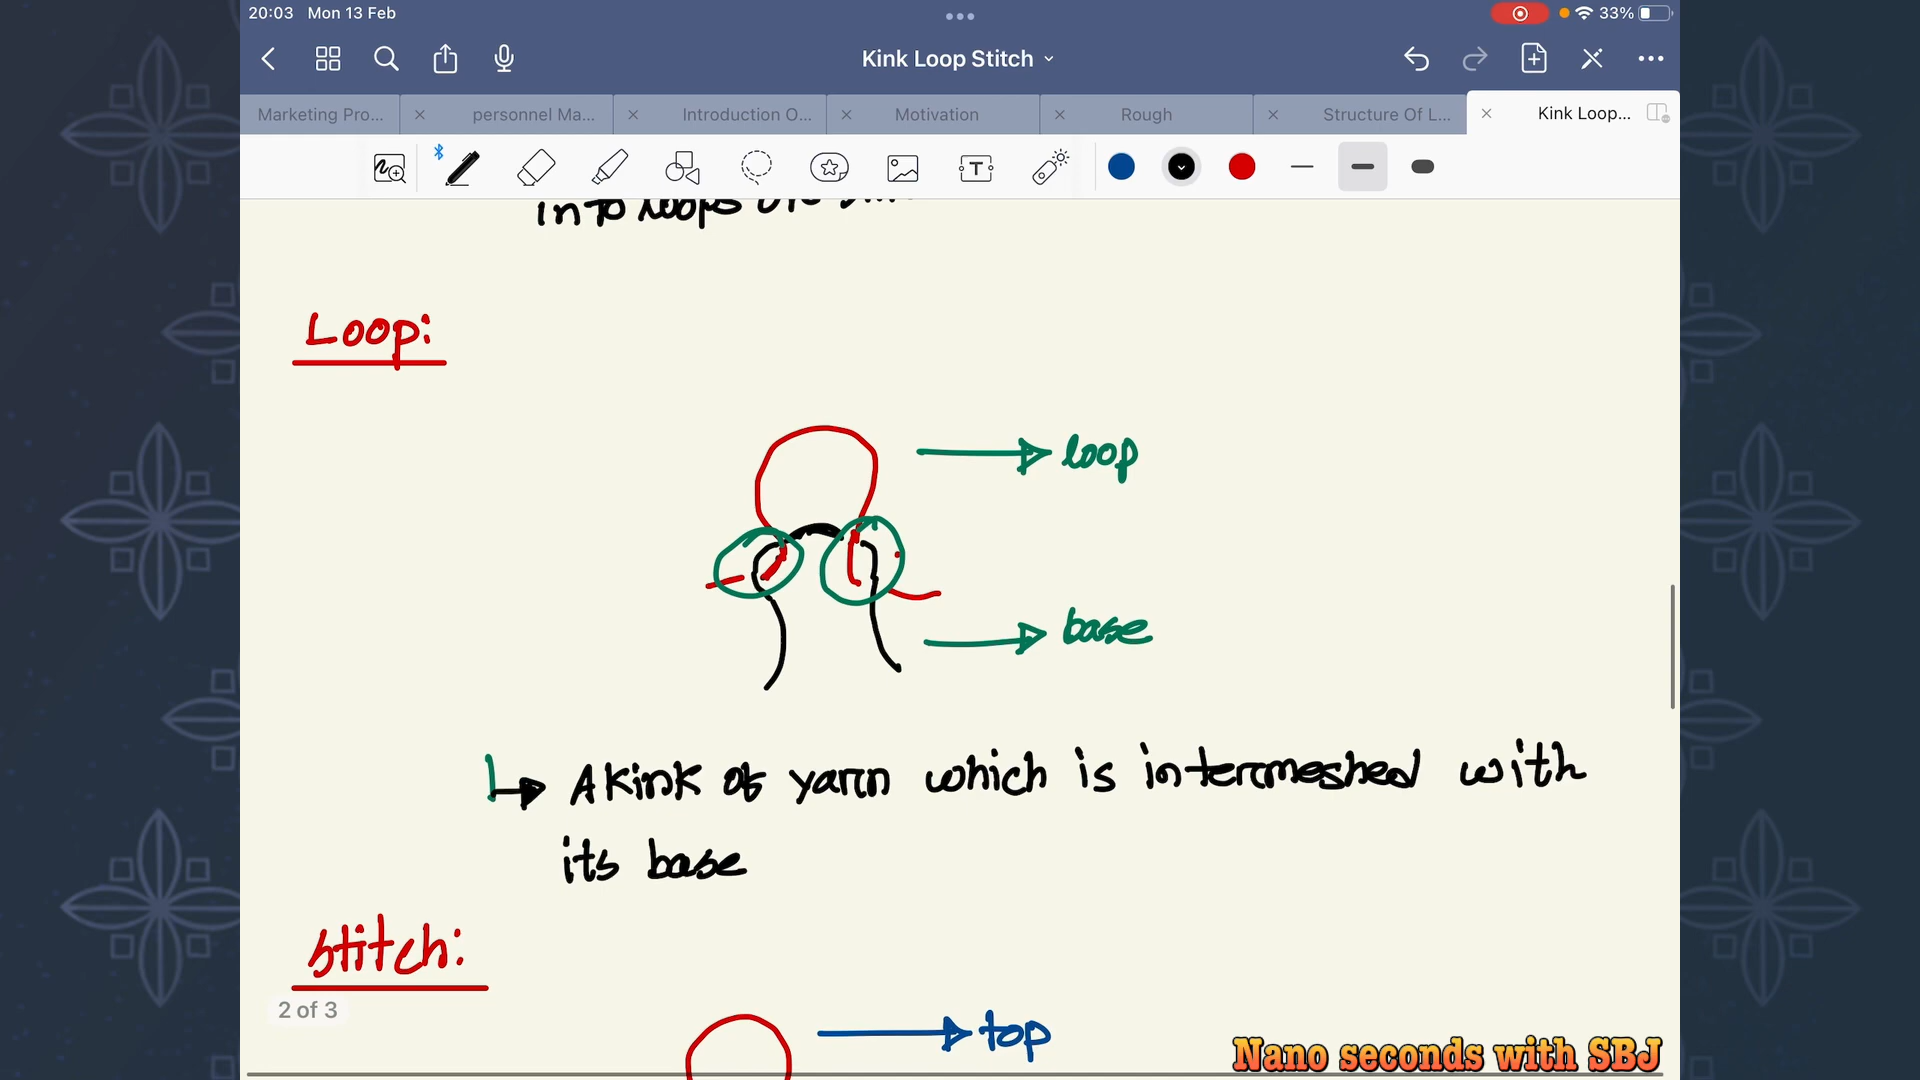 20:03 Mon 13 Feb
33%
Kink Loop Stitch
Marketing Pro...
personnel Ma...
Introduction O...
Motivation
Rough
Structure Of L...
Kink Loop...
T
into loops
Loop:
loop
base
A kink of yarn which is intermeshed with
its base
Stitch:
2 of 3
top
Nano seconds with SBJ